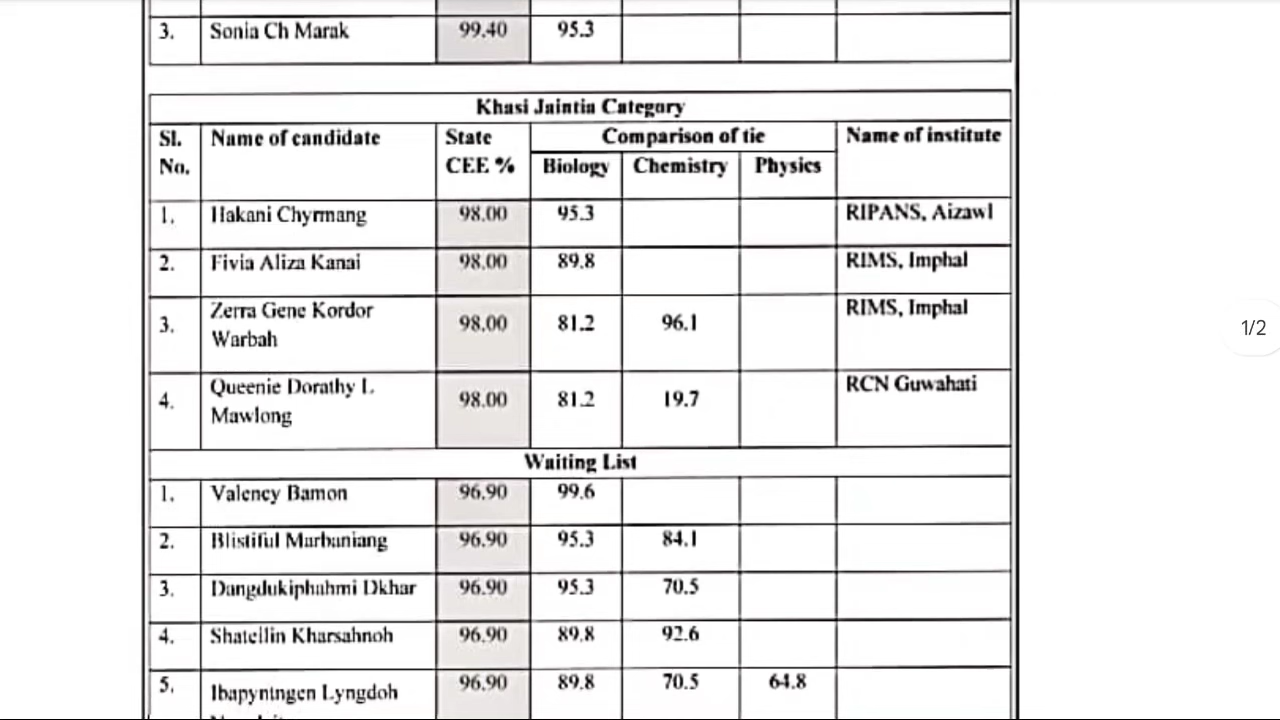 3. Sonia Ch Marak 99.40 95.3
Khasi Jaintia Category
Sl. No. Name of candidate State CEE % Comparison of tie Name of institute
Biology Chemistry Physics
1. Hakani Chyrmang 98.00 95.3 RIPANS, Aizawl
2. Fivia Aliza Kanai 98.00 89.8 RIMS, Imphal
3. Zerra Gene Kordor Warbah 98.00 81.2 96.1 RIMS, Imphal
4. Queenie Dorathy L. Mawlong 98.00 81.2 19.7 RCN Guwahati
Waiting List
1. Valency Bamon 96.90 99.6
2. Blistiful Marbaniang 96.90 95.3 84.1
3. Dangdukiphahmi Dkhar 96.90 95.3 70.5
4. Shatellin Kharsahnoh 96.90 89.8 92.6
5. Ibapyntngen Lyngdoh 96.90 89.8 70.5 64.8
1/2